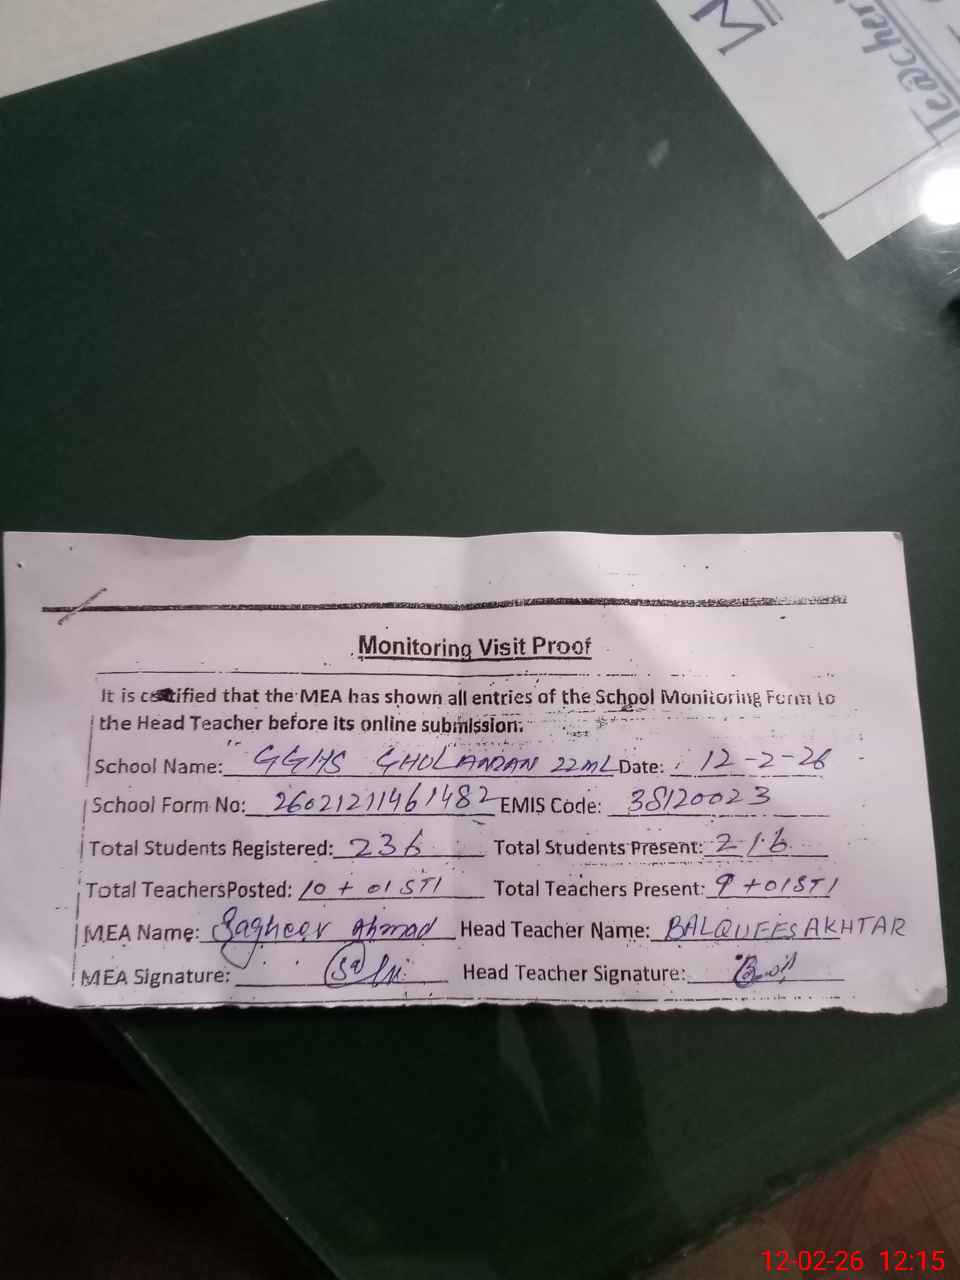 Teacher
Monitoring Visit Proof
It is certified that the MEA has shown all entries of the School Monitoring Form to
the Head Teacher before its online submission.
School Name: GGHS GHULAMAN 22ML Date: 12-2-26
School Form No: 26021211461482 EMIS Code: 38120023
Total Students Registered: 236 Total Students Present: 216
Total TeachersPosted: 10 + 01 STI Total Teachers Present: 9 + 01 STI
MEA Name: Sagheer Ahmad Head Teacher Name: BALQUEES AKHTAR
MEA Signature: Head Teacher Signature:
12-02-26 12:15